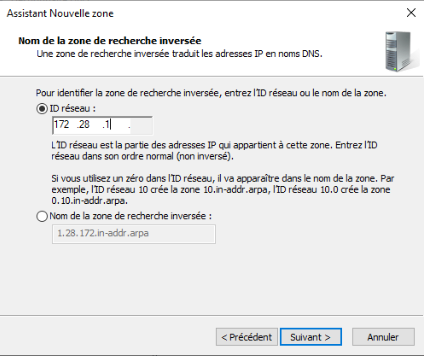 Assistant Nouvelle zone
Nom de la zone de recherche inversée
Une zone de recherche inversée traduit les adresses IP en noms DNS.
Pour identifier la zone de recherche inversée, entrez l'ID réseau ou le nom de la zone.
ID réseau :
172 .28 .1 .
L'ID réseau est la partie des adresses IP qui appartient à cette zone. Entrez l'ID
réseau dans son ordre normal (non inversé).
Si vous utilisez un zéro dans l'ID réseau, il va apparaître dans le nom de la zone. Par
exemple, l'ID réseau 10 crée la zone 10.in-addr.arpa, l'ID réseau 10.0 crée la zone
0.10.in-addr.arpa.
Nom de la zone de recherche inversée :
1.28.172.in-addr.arpa
< Précédent Suivant > Annuler